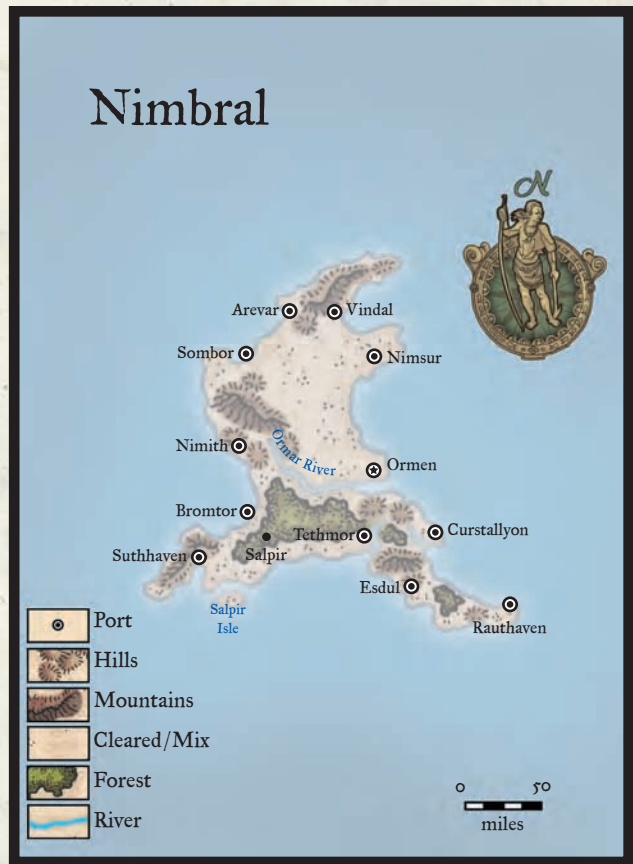 Nimbral
N
Arevar
Vindal
Sombor
Nimsur
Nimith
Ormar River
Ormen
Bromtor
Tethmor
Curstallyon
Suthhaven
Salpir
Esdul
Salpir
Isle
Rauthaven
Port
Hills
Mountains
Cleared/Mix
Forest
River
0 50
miles